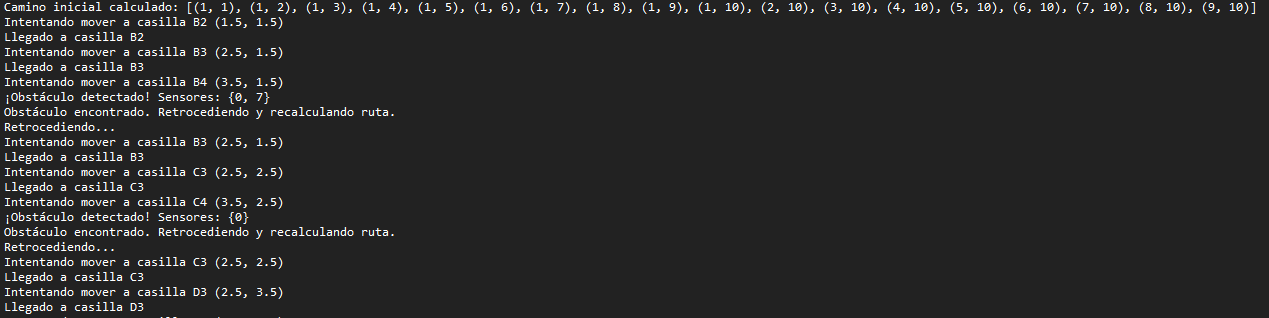 Camino inicial calculado: [(1, 1), (1, 2), (1, 3), (1, 4), (1, 5), (1, 6), (1, 7), (1, 8), (1, 9), (1, 10), (2, 10), (3, 10), (4, 10), (5, 10), (6, 10), (7, 10), (8, 10), (9, 10)]
Intentando mover a casilla B2 (1.5, 1.5)
Llegado a casilla B2
Intentando mover a casilla B3 (2.5, 1.5)
Llegado a casilla B3
Intentando mover a casilla B4 (3.5, 1.5)
¡Obstáculo detectado! Sensores: {0, 7}
Obstáculo encontrado. Retrocediendo y recalculando ruta.
Retrocediendo...
Intentando mover a casilla B3 (2.5, 1.5)
Llegado a casilla B3
Intentando mover a casilla C3 (2.5, 2.5)
Llegado a casilla C3
Intentando mover a casilla C4 (3.5, 2.5)
¡Obstáculo detectado! Sensores: {0}
Obstáculo encontrado. Retrocediendo y recalculando ruta.
Retrocediendo...
Intentando mover a casilla C3 (2.5, 2.5)
Llegado a casilla C3
Intentando mover a casilla D3 (2.5, 3.5)
Llegado a casilla D3